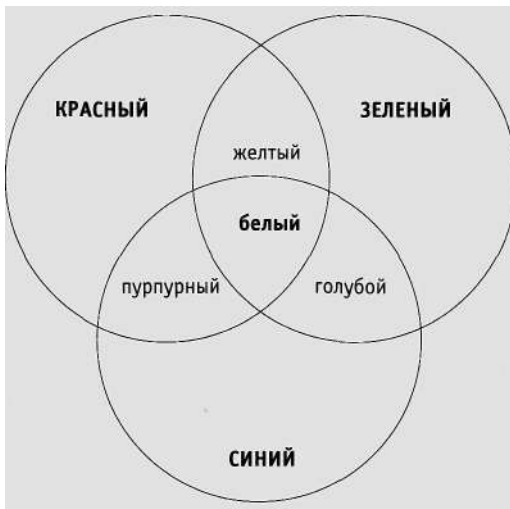 КРАСНЫЙ
ЗЕЛЕНЫЙ
желтый
белый
пурпурный
голубой
СИНИЙ